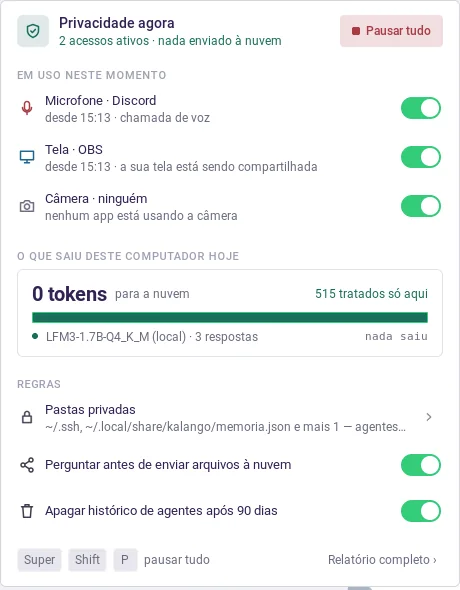 Privacidade agora
2 acessos ativos · nada enviado à nuvem
Pausar tudo
EM USO NESTE MOMENTO
Microfone · Discord
desde 15:13 · chamada de voz
Tela · OBS
desde 15:13 · a sua tela está sendo compartilhada
Câmera · ninguém
nenhum app está usando a câmera
O QUE SAIU DESTE COMPUTADOR HOJE
0 tokens para a nuvem
515 tratados só aqui
LFM3-1.7B-Q4_K_M (local) · 3 respostas
nada saiu
REGRAS
Pastas privadas
~/.ssh, ~/.local/share/kalango/memoria.json e mais 1 — agentes…
Perguntar antes de enviar arquivos à nuvem
Apagar histórico de agentes após 90 dias
Super Shift P pausar tudo
Relatório completo ›